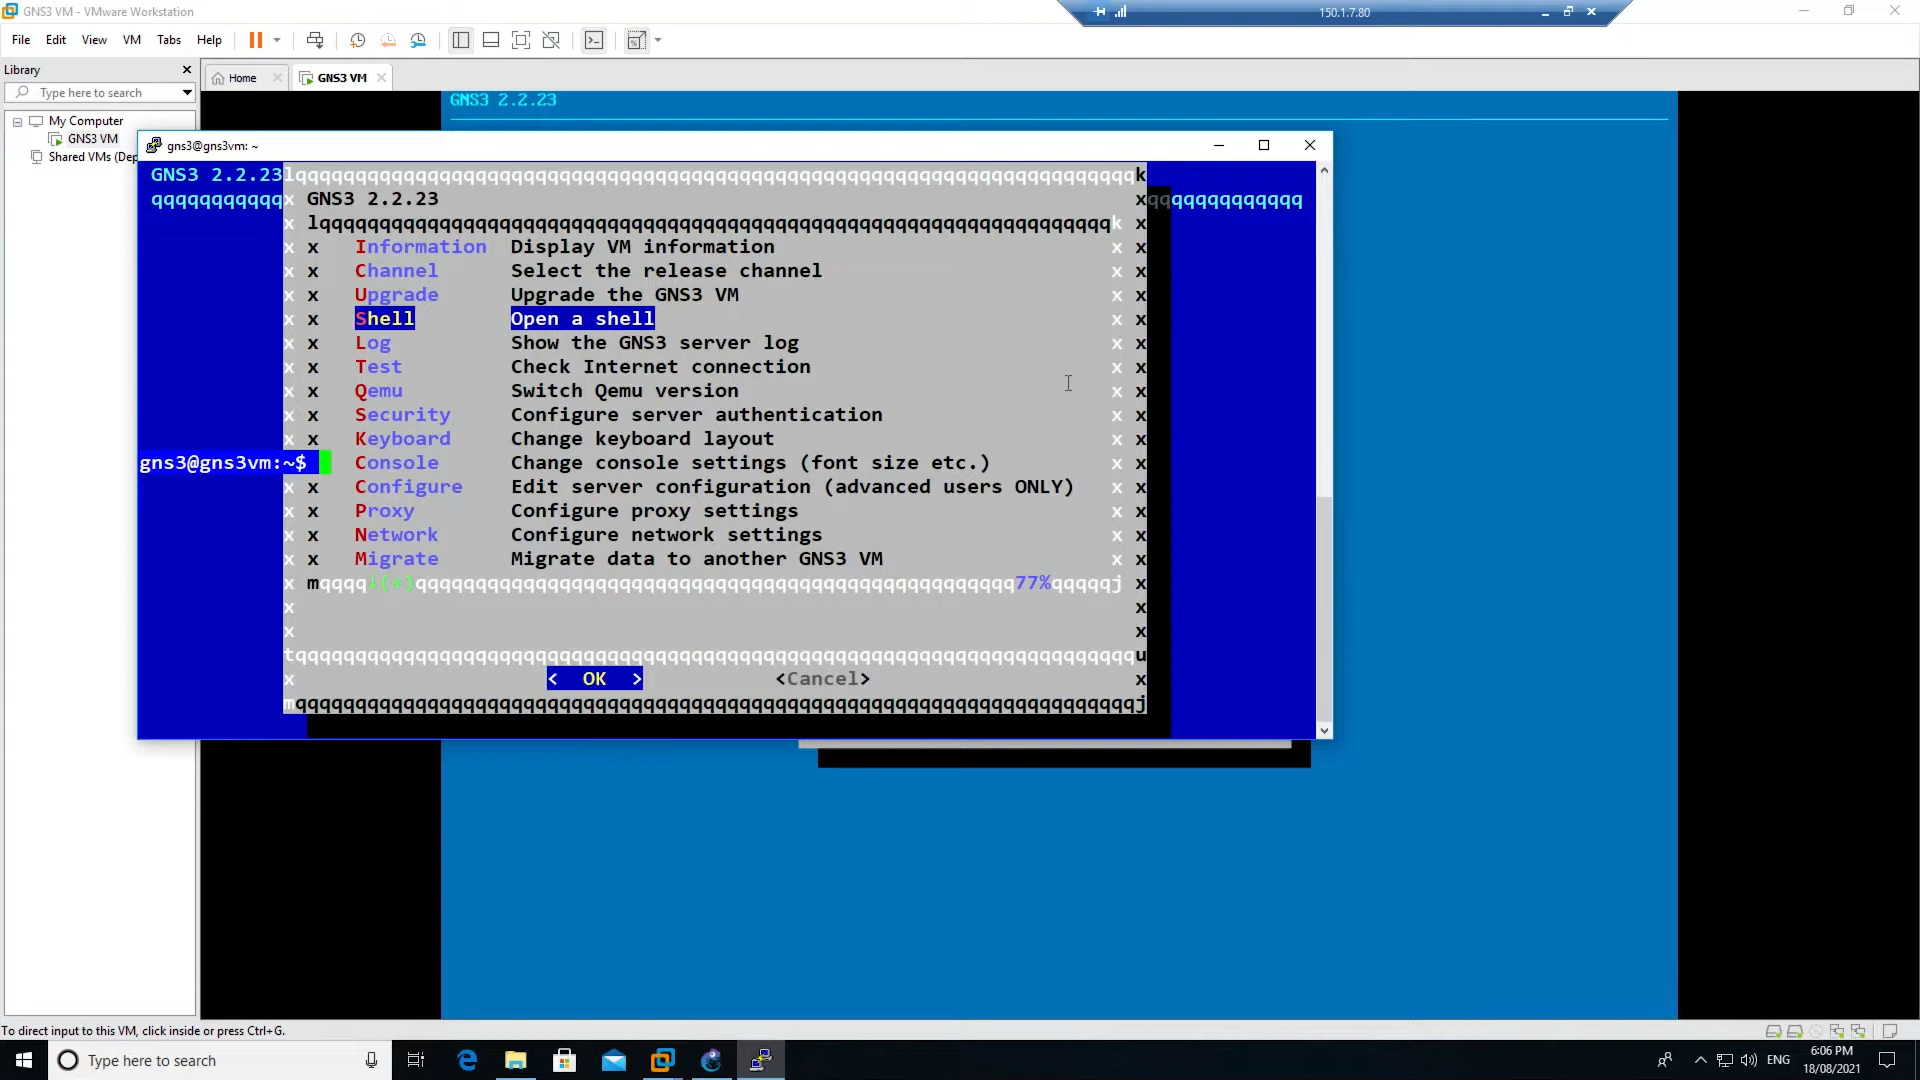 GNS3 VM - VMware Workstation
150.1.7.80
File Edit View VM Tabs Help
Library
Home
GNS3 VM
Type here to search
GNS3 2.2.23
My Computer
GNS3 VM
Shared VMs (Dep
gns3@gns3vm: ~
GNS3 2.2.23
GNS3 2.2.23
Information Display VM information
Channel Select the release channel
Upgrade Upgrade the GNS3 VM
Shell Open a shell
Log Show the GNS3 server log
Test Check Internet connection
Qemu Switch Qemu version
Security Configure server authentication
Keyboard Change keyboard layout
gns3@gns3vm:~$
Console Change console settings (font size etc.)
Configure Edit server configuration (advanced users ONLY)
Proxy Configure proxy settings
Network Configure network settings
Migrate Migrate data to another GNS3 VM
77%
< OK > <Cancel>
To direct input to this VM, click inside or press Ctrl+G.
Type here to search
ENG
6:06 PM
18/08/2021